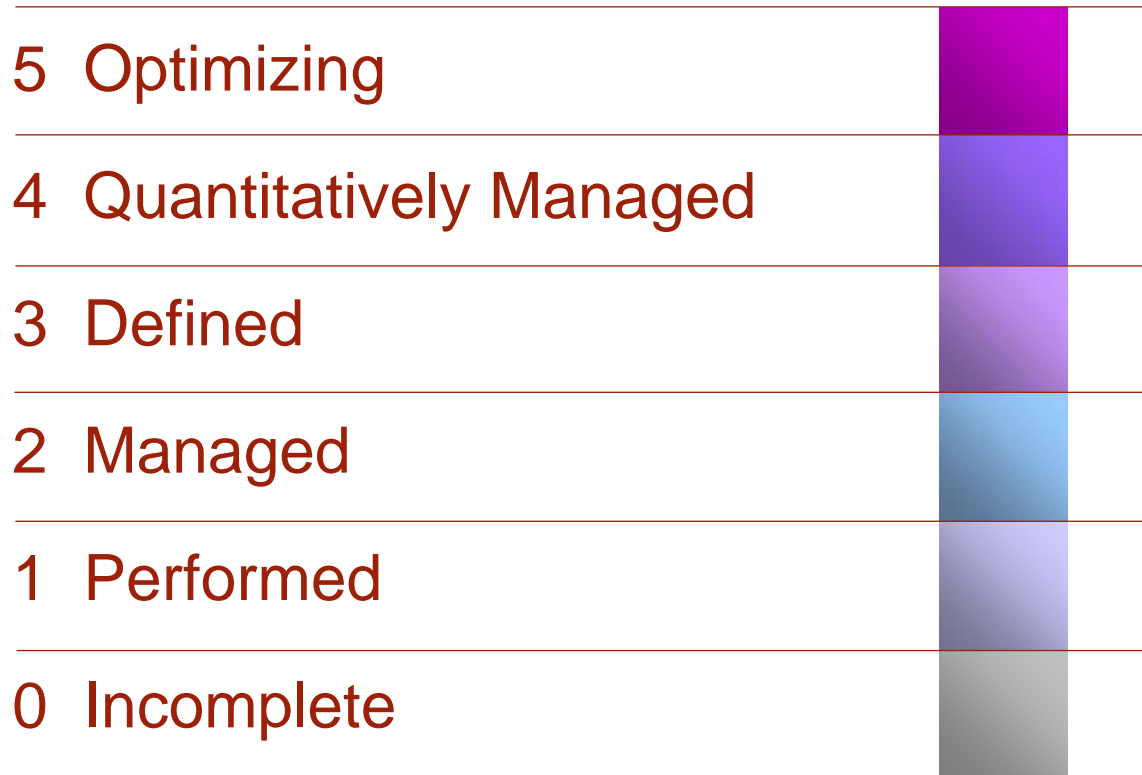 5 Optimizing
4 Quantitatively Managed
3 Defined
2 Managed
1 Performed
0 Incomplete